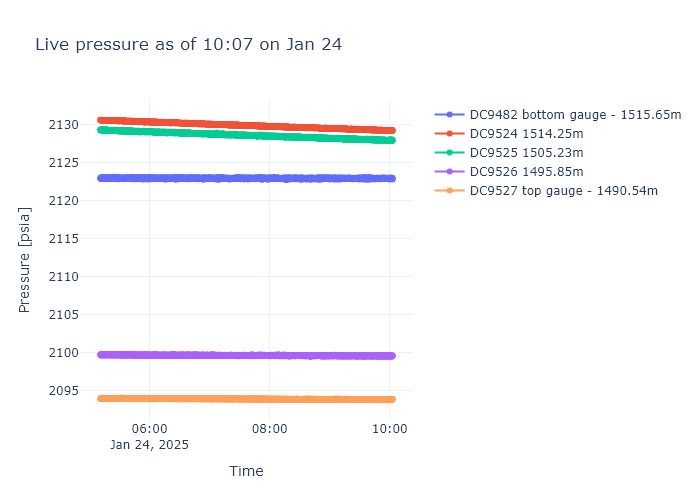 Live pressure as of 10:07 on Jan 24
DC9482 bottom gauge - 1515.65m
DC9524 1514.25m
DC9525 1505.23m
DC9526 1495.85m
DC9527 top gauge - 1490.54m
Pressure [psia]
2130
2125
2120
2115
2110
2105
2100
2095
06:00
08:00
10:00
Jan 24, 2025
Time